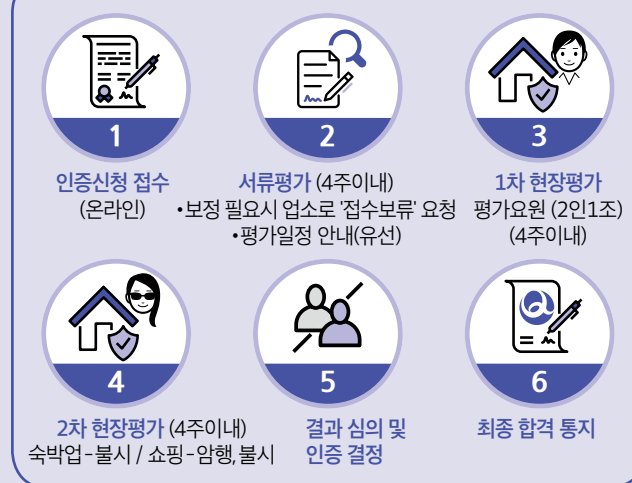 1
인증신청 접수
(온라인)
2
서류평가 (4주이내)
•보정 필요시 업소로 '접수보류' 요청
•평가일정 안내(유선)
3
1차 현장평가
평가요원 (2인1조)
(4주이내)
4
2차 현장평가 (4주이내)
숙박업-불시 / 쇼핑-암행,불시
5
결과 심의 및
인증 결정
6
최종 합격 통지